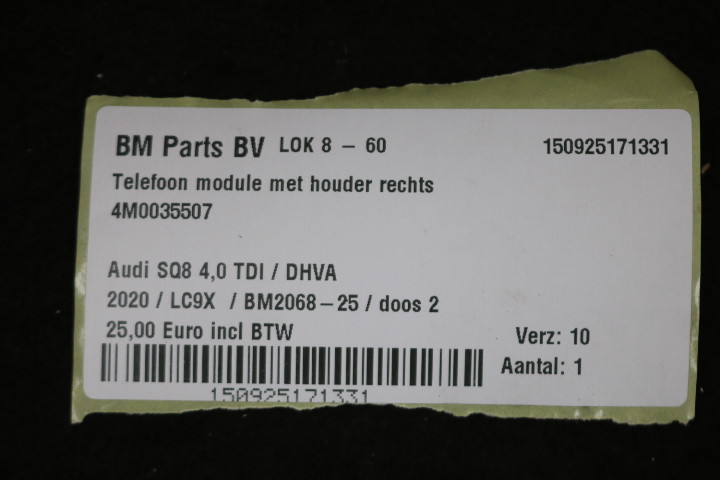 BM Parts BV LOK 8 – 60 150925171331
Telefoon module met houder rechts
4M0035507
Audi SQ8 4,0 TDI / DHVA
2020 / LC9X / BM2068–25 / doos 2
25,00 Euro incl BTW Verz: 10
Aantal: 1
150925171331